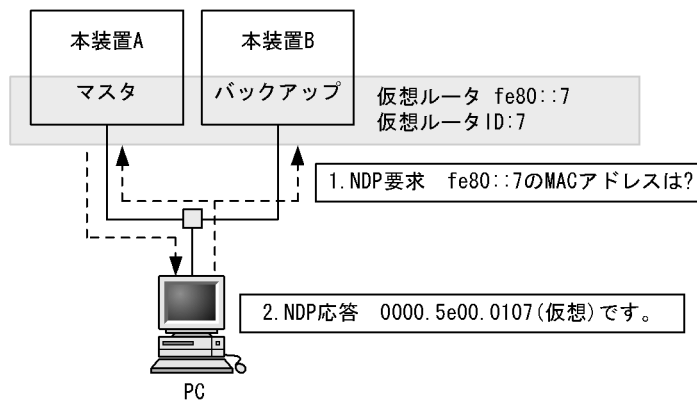 本装置A
本装置B
マスタ
バックアップ
仮想ルータ fe80::7
仮想ルータID:7
1.NDP要求 fe80::7のMACアドレスは?
2.NDP応答 0000.5e00.0107(仮想)です。
PC